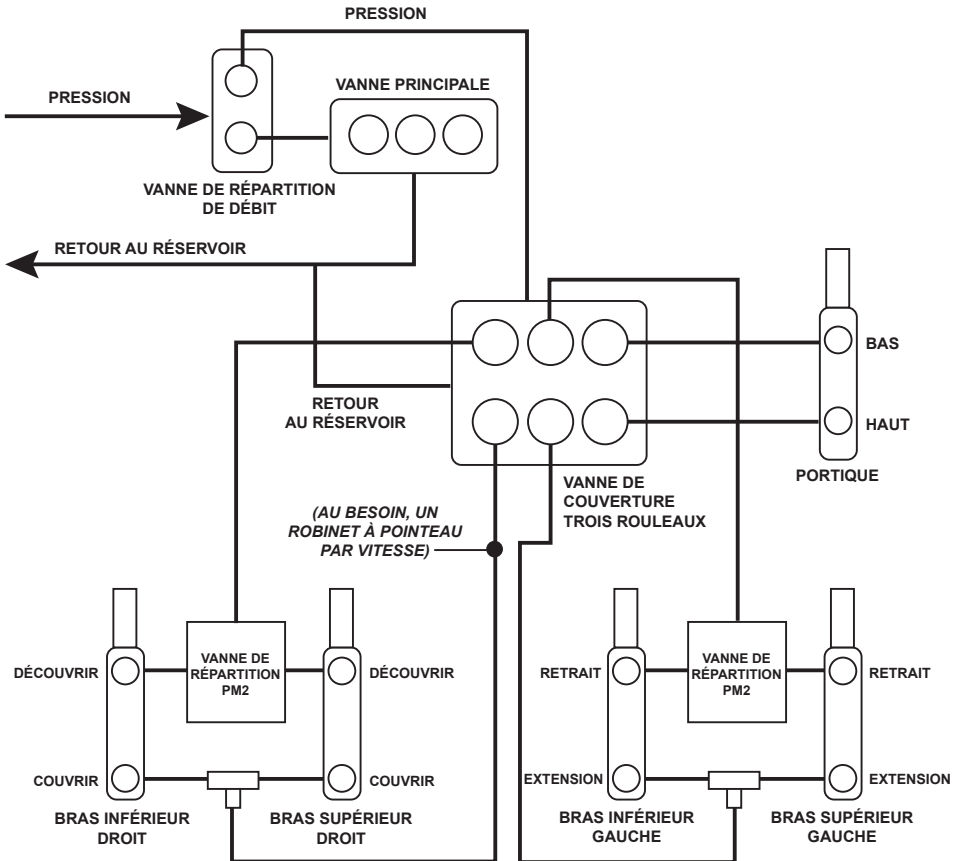 PRESSION
VANNE PRINCIPALE
PRESSION
VANNE DE RÉPARTITION
DE DÉBIT
RETOUR AU RÉSERVOIR
BAS
RETOUR
AU RÉSERVOIR
HAUT
PORTIQUE
VANNE DE
COUVERTURE
TROIS ROULEAUX
(AU BESOIN, UN
ROBINET À POINTEAU
PAR VITESSE)
DÉCOUVRIR
VANNE DE
RÉPARTITION
PM2
DÉCOUVRIR
RETRAIT
VANNE DE
RÉPARTITION
PM2
RETRAIT
COUVRIR
COUVRIR
EXTENSION
EXTENSION
BRAS INFÉRIEUR
DROIT
BRAS SUPÉRIEUR
DROIT
BRAS INFÉRIEUR
GAUCHE
BRAS SUPÉRIEUR
GAUCHE